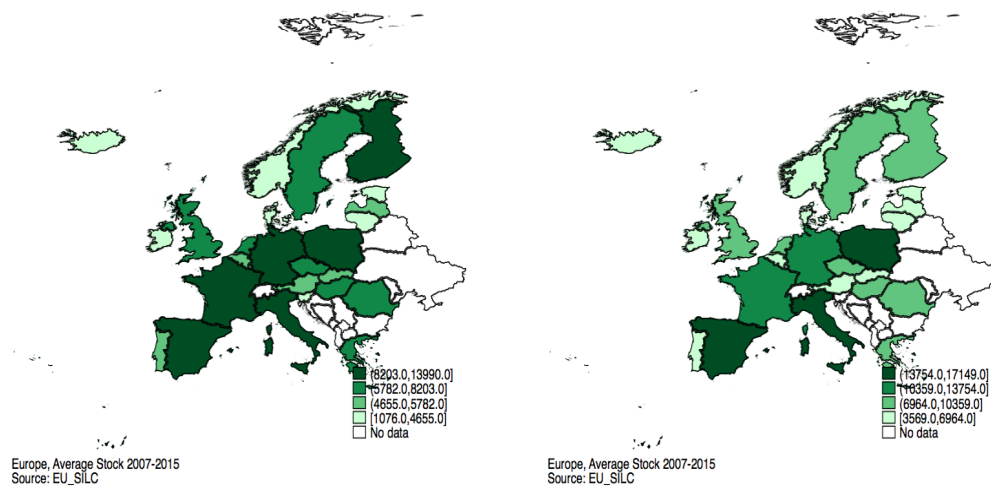 (8203.0,13990.0]
(5782.0,8203.0]
(4655.0,5782.0]
[1076.0,4655.0]
No data
Europe, Average Stock 2007-2015
Source: EU_SILC
(13754.0,17149.0]
(10359.0,13754.0]
(6964.0,10359.0]
[3569.0,6964.0]
No data
Europe, Average Stock 2007-2015
Source: EU_SILC